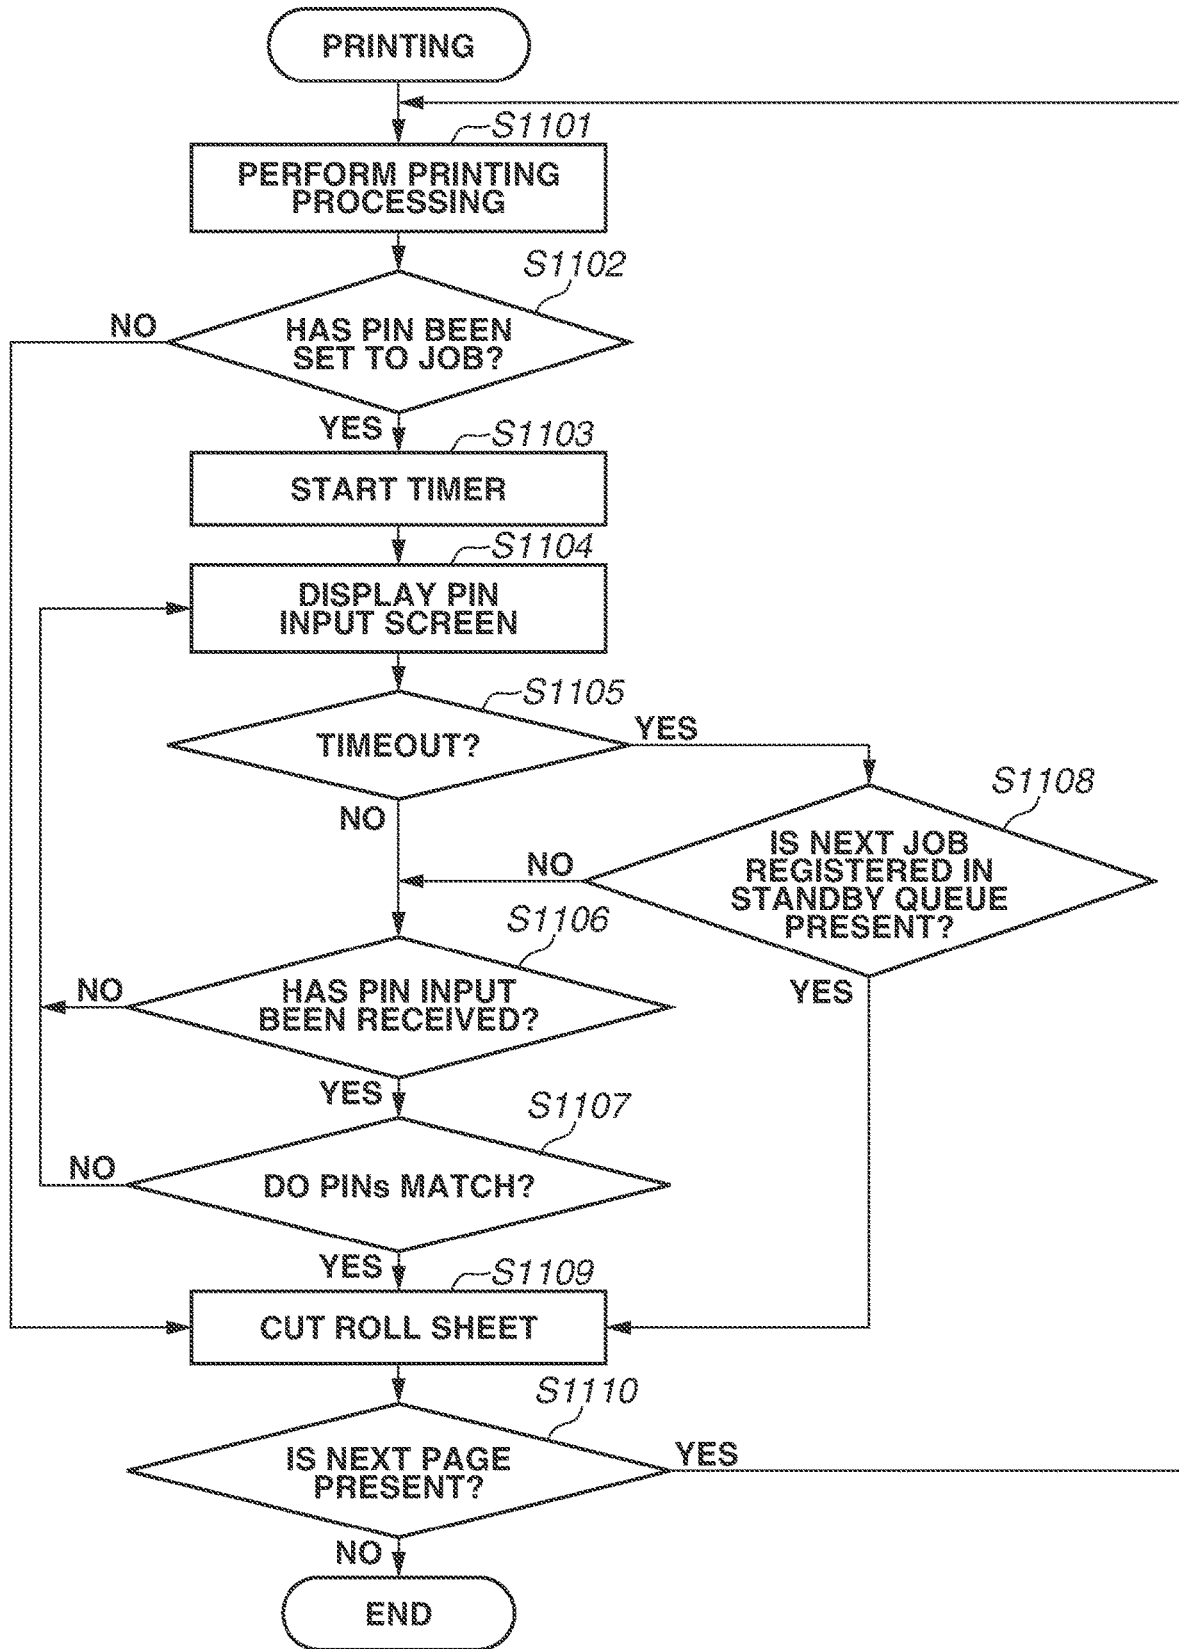 PRINTING
S1101
PERFORM PRINTING
PROCESSING
S1102
NO
HAS PIN BEEN
SET TO JOB?
YES
S1103
START TIMER
S1104
DISPLAY PIN
INPUT SCREEN
S1105
TIMEOUT?
YES
NO
S1108
IS NEXT JOB
REGISTERED IN
STANDBY QUEUE
PRESENT?
NO
YES
S1106
NO
HAS PIN INPUT
BEEN RECEIVED?
YES
S1107
NO
DO PINs MATCH?
YES
S1109
CUT ROLL SHEET
S1110
IS NEXT PAGE
PRESENT?
YES
NO
END